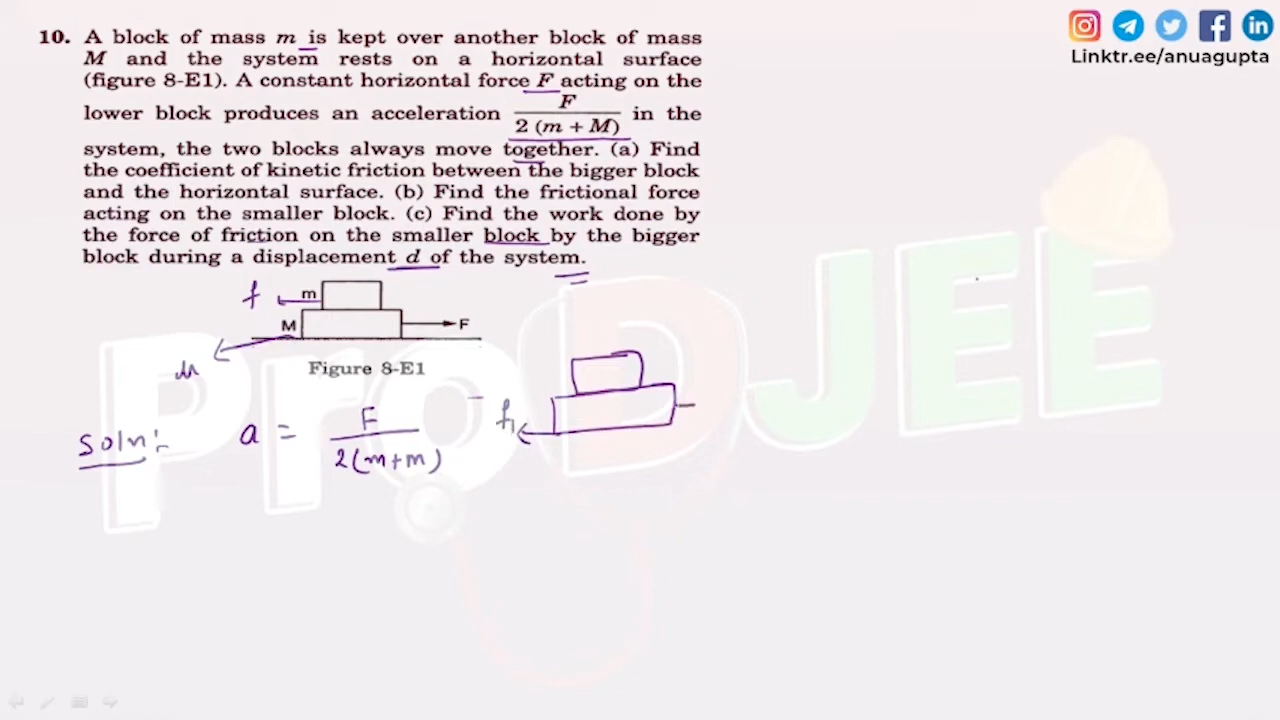 10. A block of mass m is kept over another block of mass
M and the system rests on a horizontal surface
(figure 8-E1). A constant horizontal force F acting on the
lower block produces an acceleration F / 2 (m + M) in the
system, the two blocks always move together. (a) Find
the coefficient of kinetic friction between the bigger block
and the horizontal surface. (b) Find the frictional force
acting on the smaller block. (c) Find the work done by
the force of friction on the smaller block by the bigger
block during a displacement d of the system.
Linktr.ee/anuagupta
f m
M F
μ
Figure 8-E1
Soln:- a = F / 2(m+m)
f1
PrODJEE